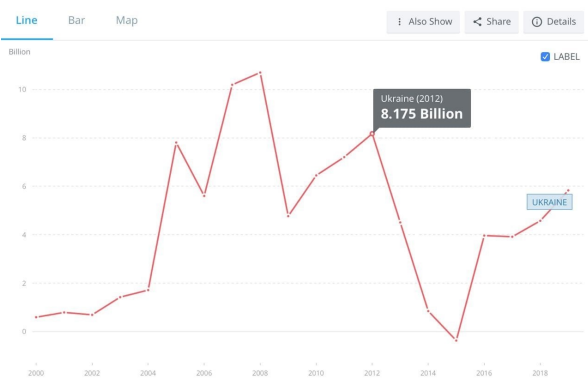 Line Bar Map
Also Show Share Details
Billion
LABEL
10
Ukraine (2012)
8.175 Billion
8
6
UKRAINE
4
2
0
2000 2002 2004 2006 2008 2010 2012 2014 2016 2018